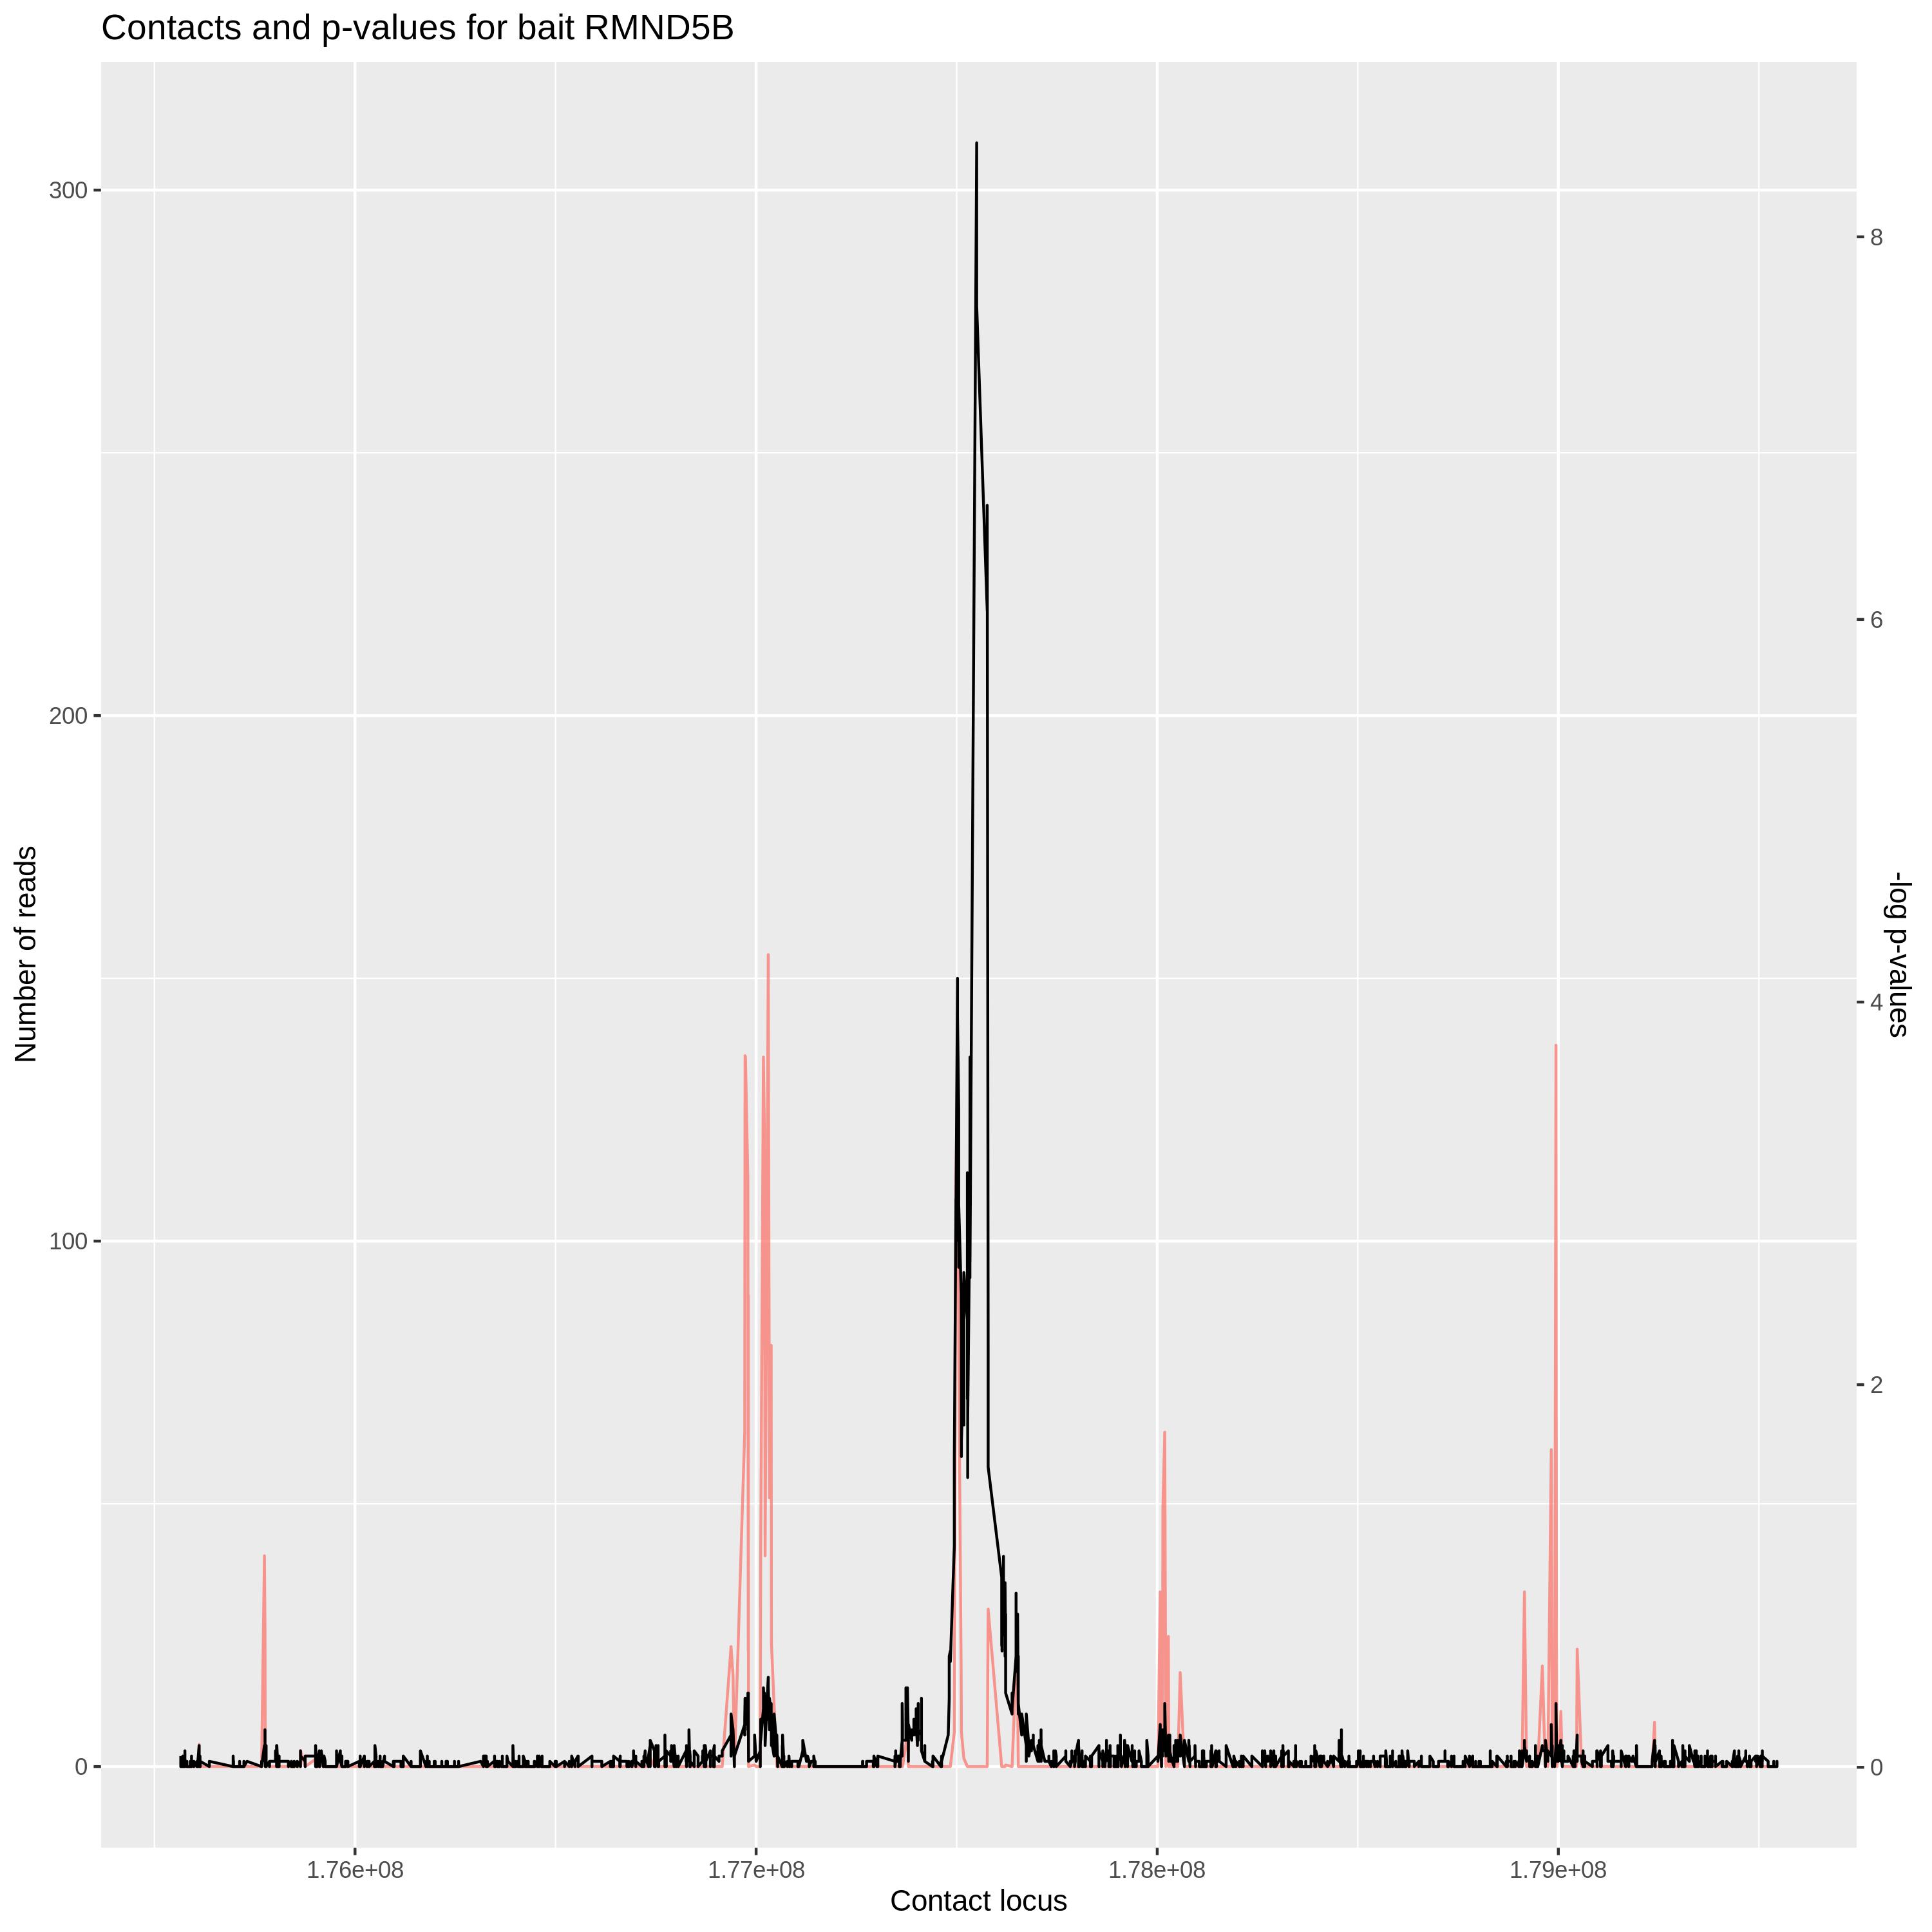 Contacts and p-values for bait RMND5B
300
200
100
0
Number of reads
8
6
4
2
0
-log p-values
1.76e+08
1.77e+08
1.78e+08
1.79e+08
Contact locus